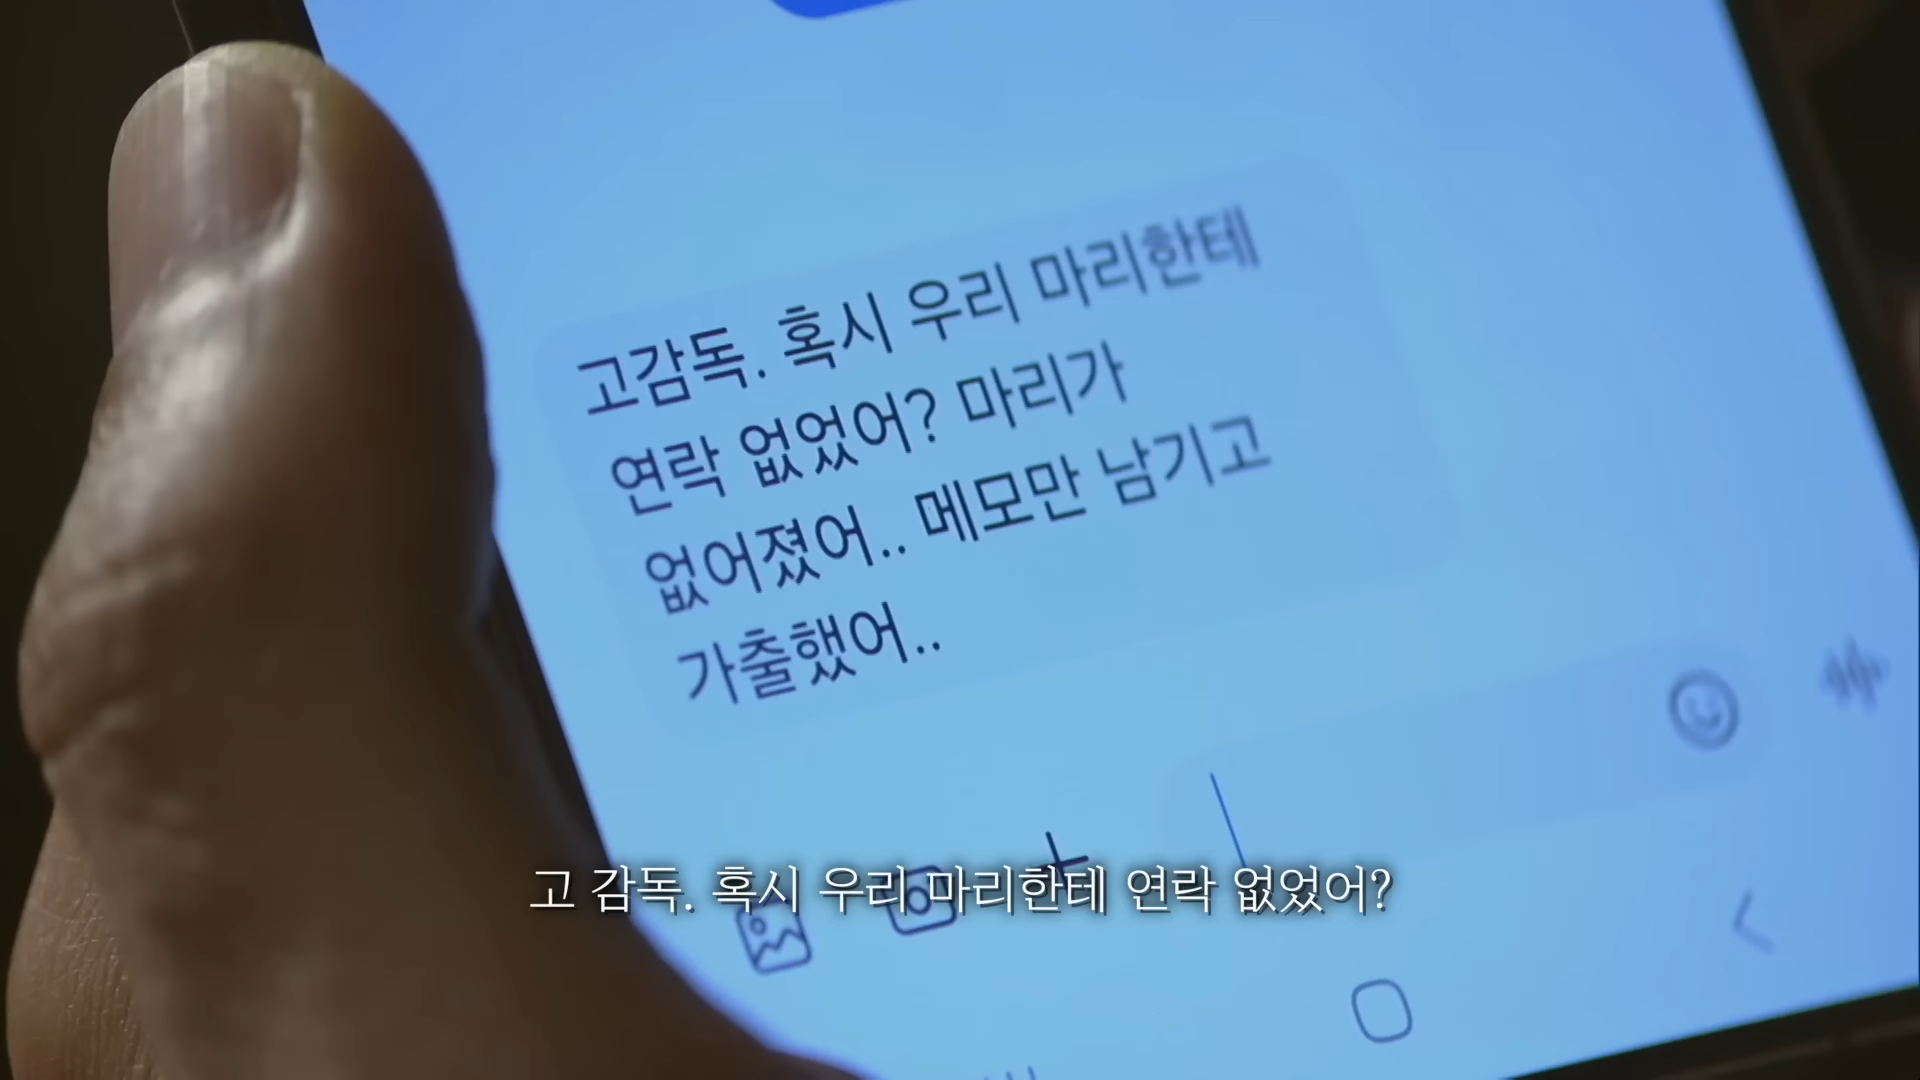 고감독. 혹시 우리 마리한테
연락 없었어? 마리가
없어졌어.. 메모만 남기고
가출했어..
고 감독. 혹시 우리 마리한테 연락 없었어?